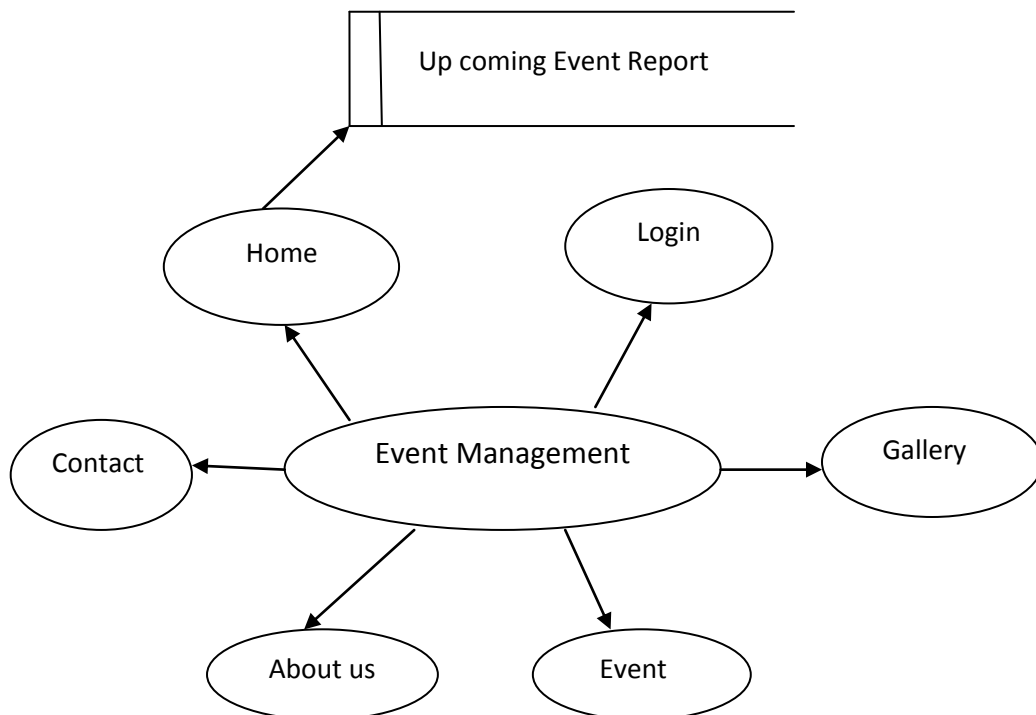 Up coming Event Report
Home
Login
Contact
Event Management
Gallery
About us
Event